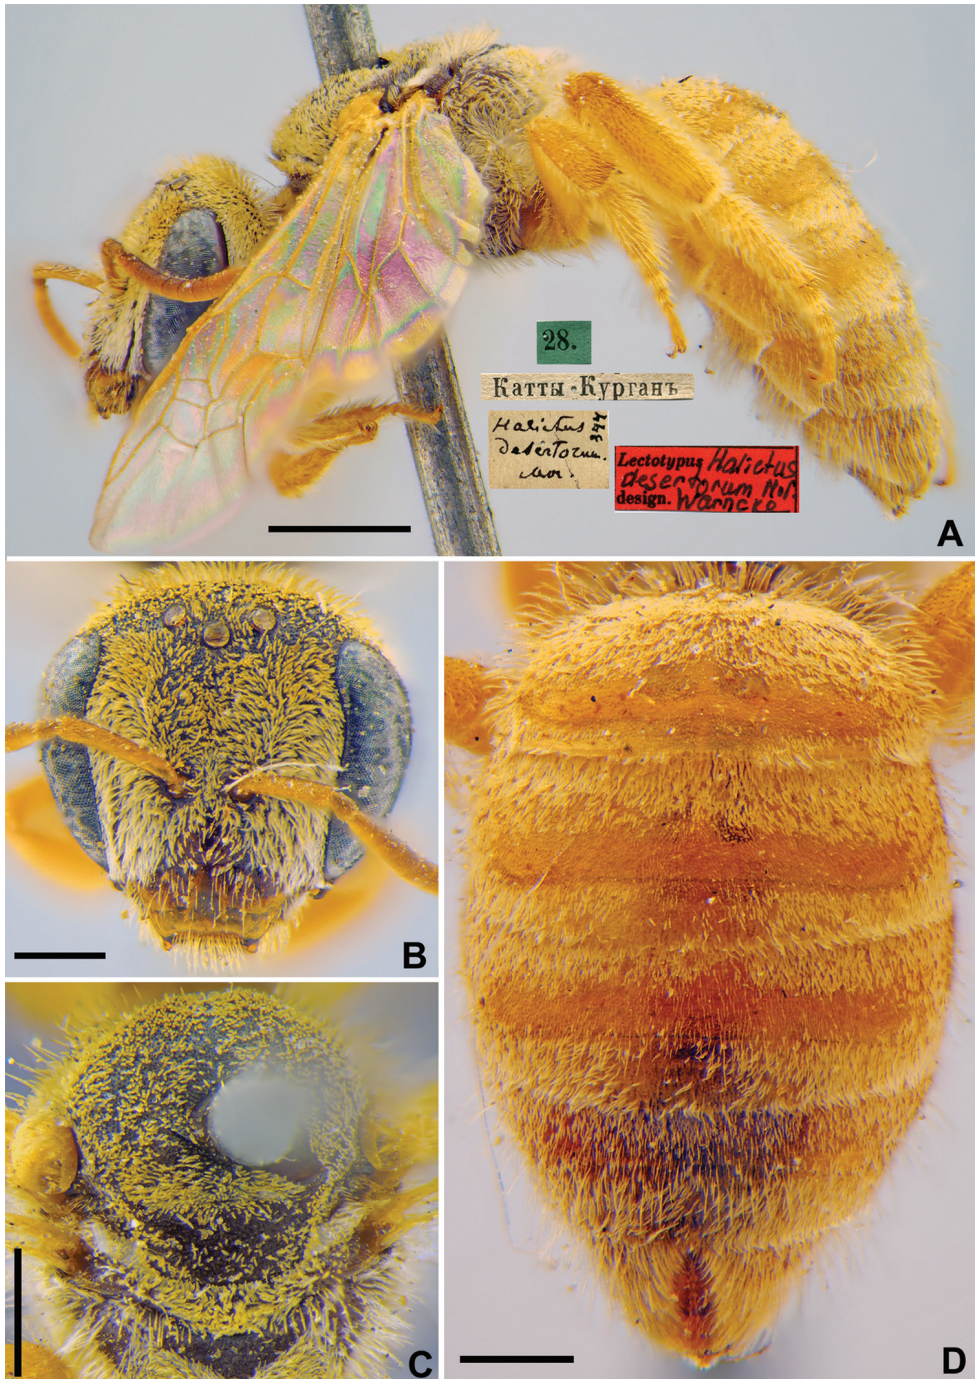 28.
Катты-Курганъ
Halictus
desertorum.
Mor.
344
Lectotypus Halictus
desertorum Mor.
design. Warncke
A
B
C
D